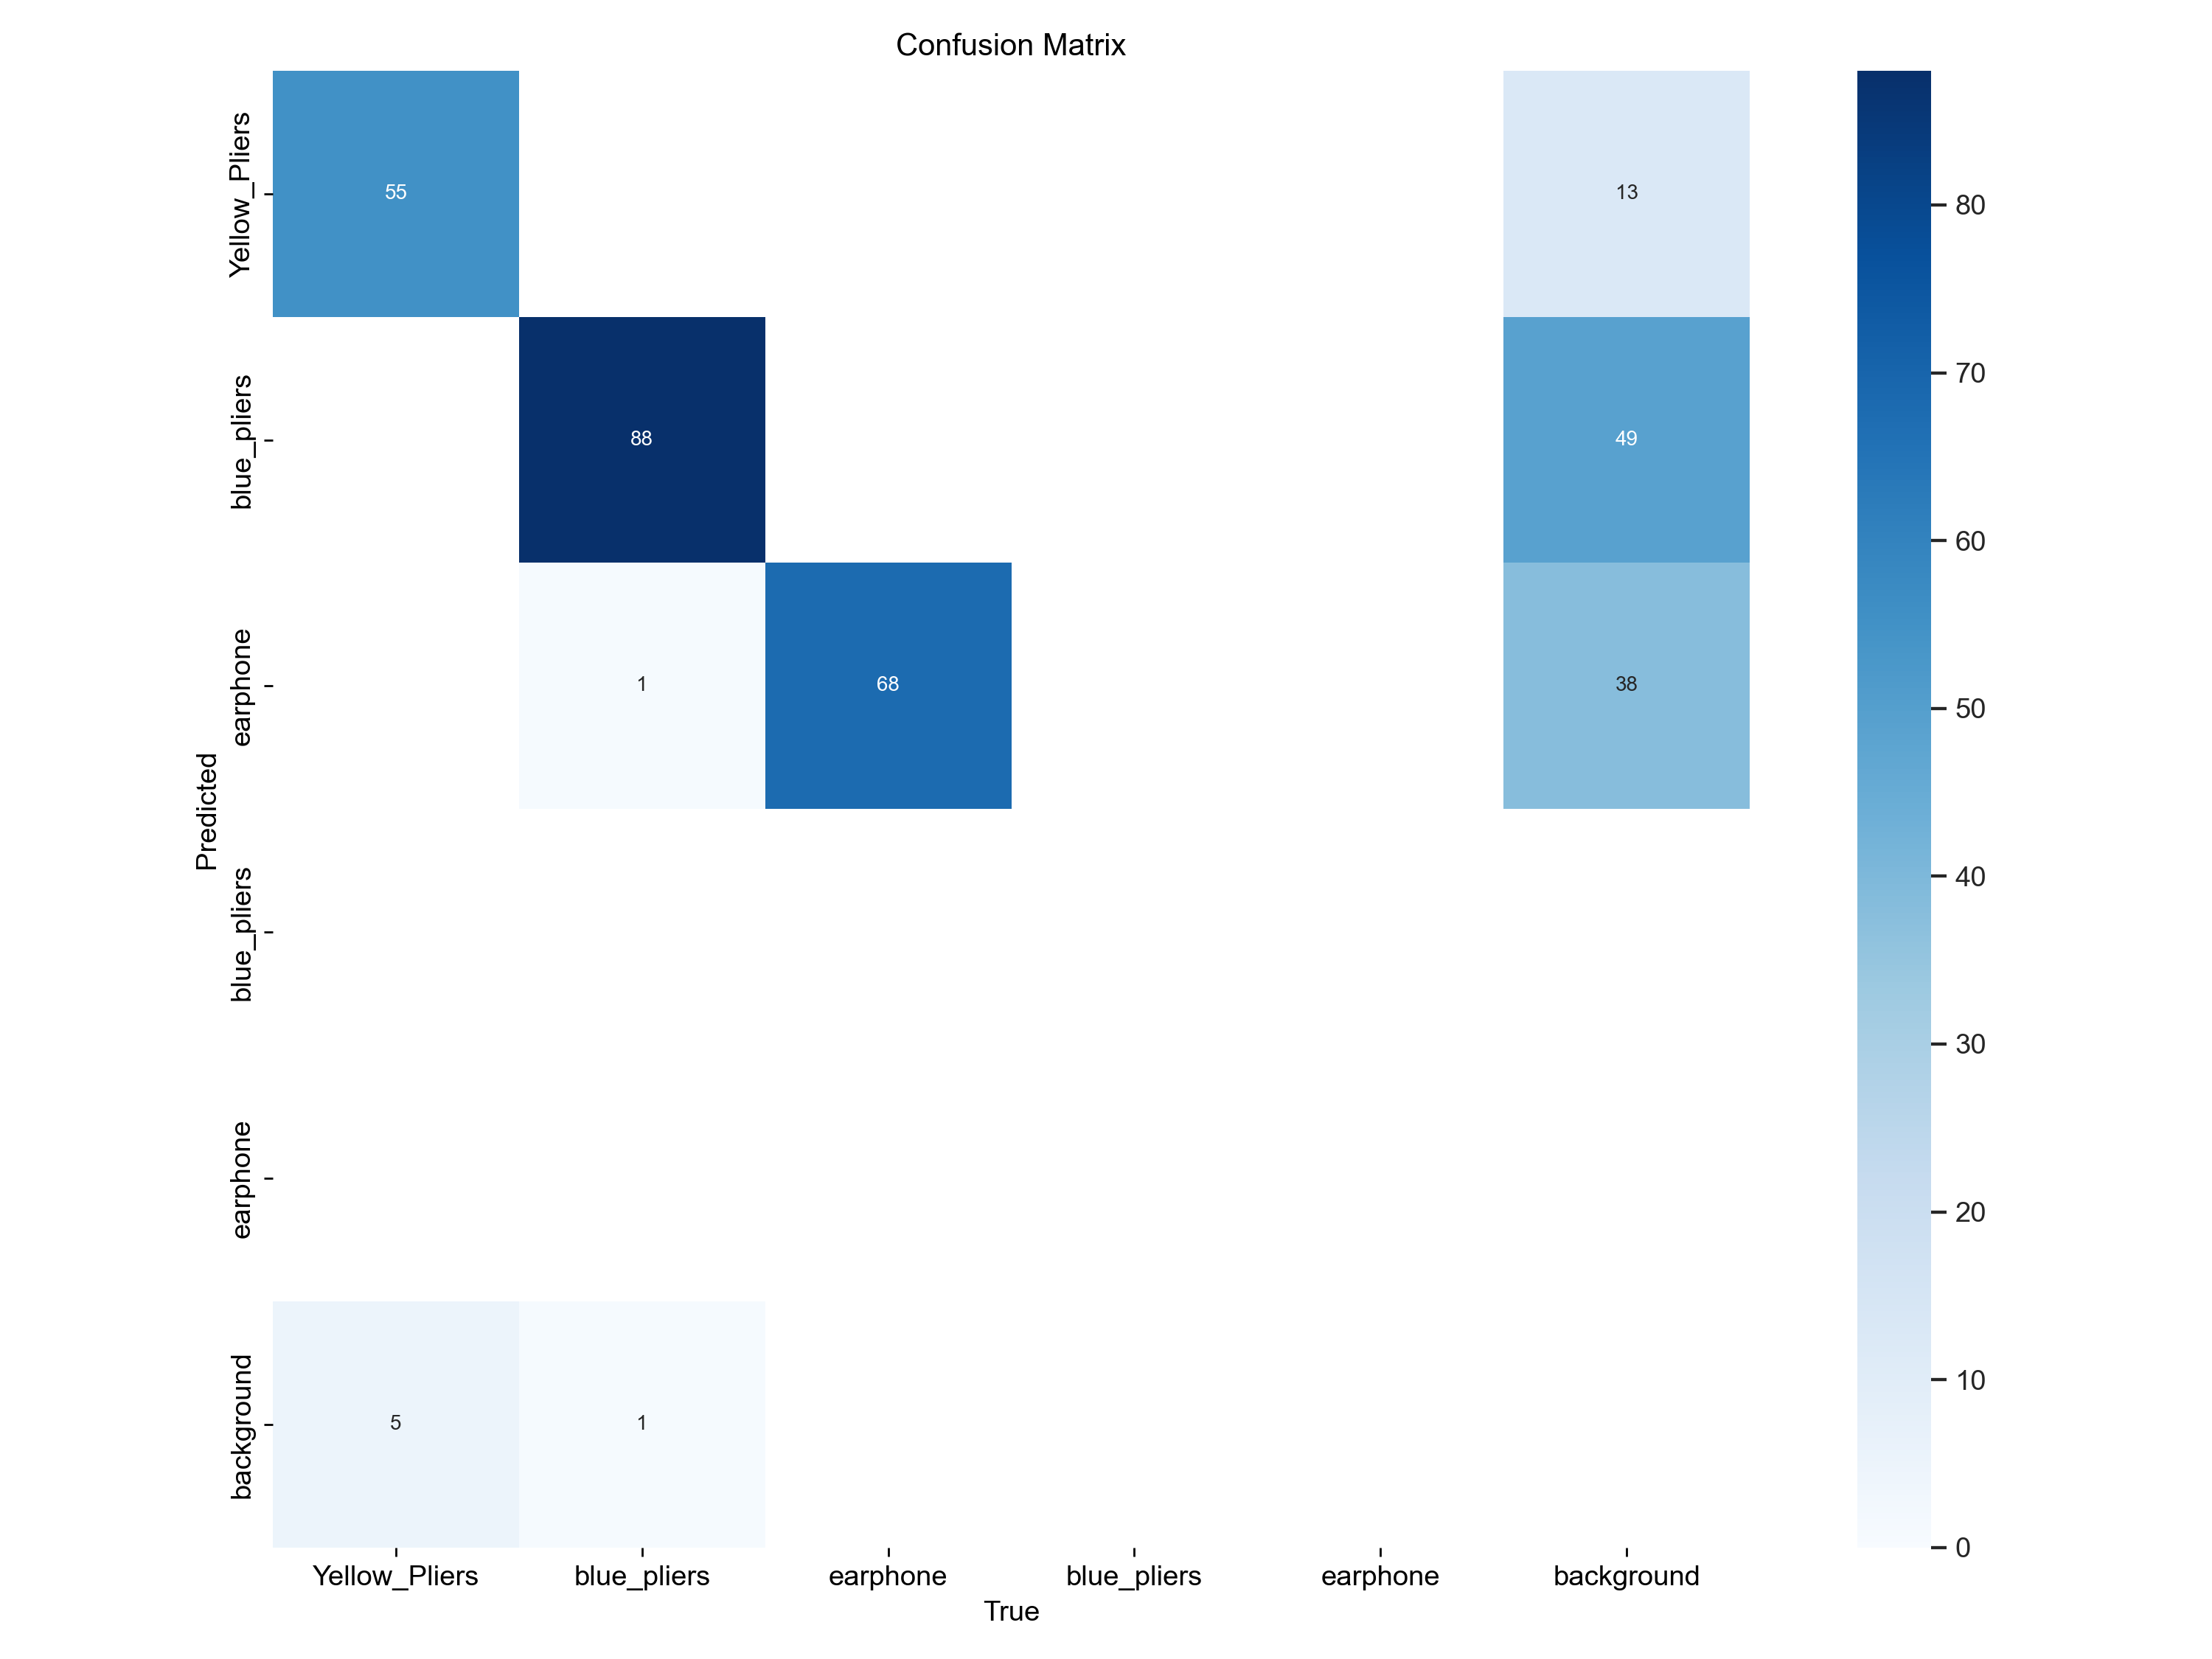 Confusion Matrix
Yellow_Pliers
55
13
blue_pliers
88
49
earphone
1
68
38
blue_pliers
earphone
background
5
1
Predicted
Yellow_Pliers
blue_pliers
earphone
blue_pliers
earphone
background
True
80
70
60
50
40
30
20
10
0